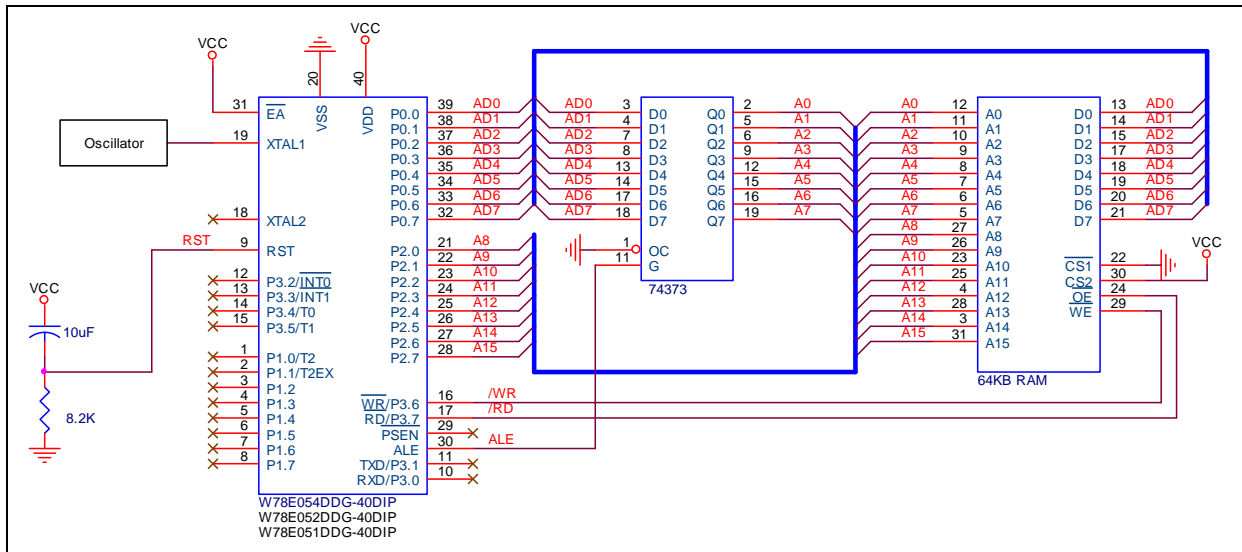 VCC
VCC
20
40
VSS
VDD
31
EA
19
XTAL1
Oscillator
18
XTAL2
RST
9
RST
12
P3.2/INT0
13
P3.3/INT1
14
P3.4/T0
15
P3.5/T1
1
P1.0/T2
2
P1.1/T2EX
3
P1.2
4
P1.3
5
P1.4
6
P1.5
7
P1.6
8
P1.7
VCC
10uF
8.2K
P0.0 39 AD0
P0.1 38 AD1
P0.2 37 AD2
P0.3 36 AD3
P0.4 35 AD4
P0.5 34 AD5
P0.6 33 AD6
P0.7 32 AD7
P2.0 21 A8
P2.1 22 A9
P2.2 23 A10
P2.3 24 A11
P2.4 25 A12
P2.5 26 A13
P2.6 27 A14
P2.7 28 A15
WR/P3.6 16 /WR
RD/P3.7 17 /RD
PSEN 29
ALE 30 ALE
TXD/P3.1 11
RXD/P3.0 10
W78E054DDG-40DIP
W78E052DDG-40DIP
W78E051DDG-40DIP
AD0 3 D0 Q0 2 A0
AD1 4 D1 Q1 5 A1
AD2 7 D2 Q2 6 A2
AD3 8 D3 Q3 9 A3
AD4 13 D4 Q4 12 A4
AD5 14 D5 Q5 15 A5
AD6 17 D6 Q6 16 A6
AD7 18 D7 Q7 19 A7
1 OC
11 G
74373
A0 12 A0 D0 13 AD0
A1 11 A1 D1 14 AD1
A2 10 A2 D2 15 AD2
A3 9 A3 D3 17 AD3
A4 8 A4 D4 18 AD4
A5 7 A5 D5 19 AD5
A6 6 A6 D6 20 AD6
A7 5 A7 D7 21 AD7
A8 27 A8
A9 26 A9
A10 23 A10 CS1 22
A11 25 A11 CS2 30 VCC
A12 4 A12 OE 24
A13 28 A13 WE 29
A14 3 A14
A15 31 A15
64KB RAM